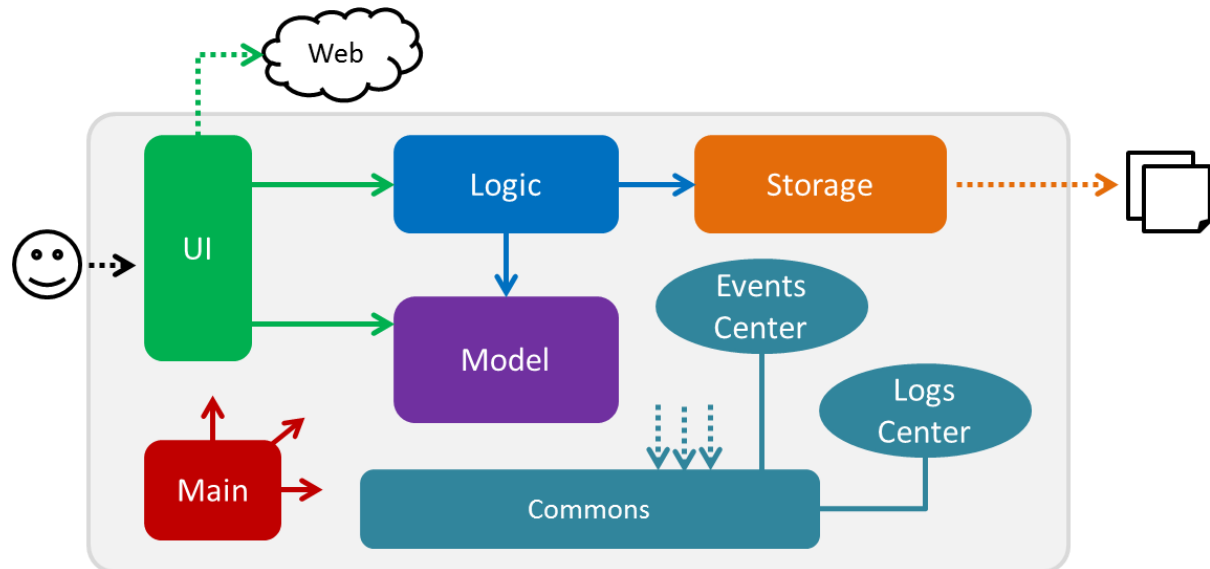 Web
UI
Logic
Storage
Model
Events
Center
Logs
Center
Main
Commons